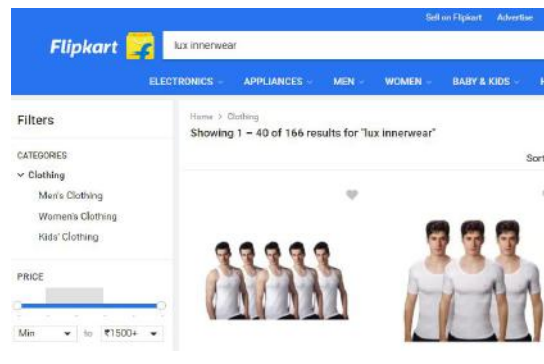 Sell on Flipkart Advertise
Flipkart
lux innerwear
ELECTRONICS APPLIANCES MEN WOMEN BABY & KIDS H
Filters
Home > Clothing
Showing 1 – 40 of 166 results for "lux innerwear"
CATEGORIES
Sort
Clothing
Men's Clothing
Women's Clothing
Kids' Clothing
PRICE
Min to ₹1500+